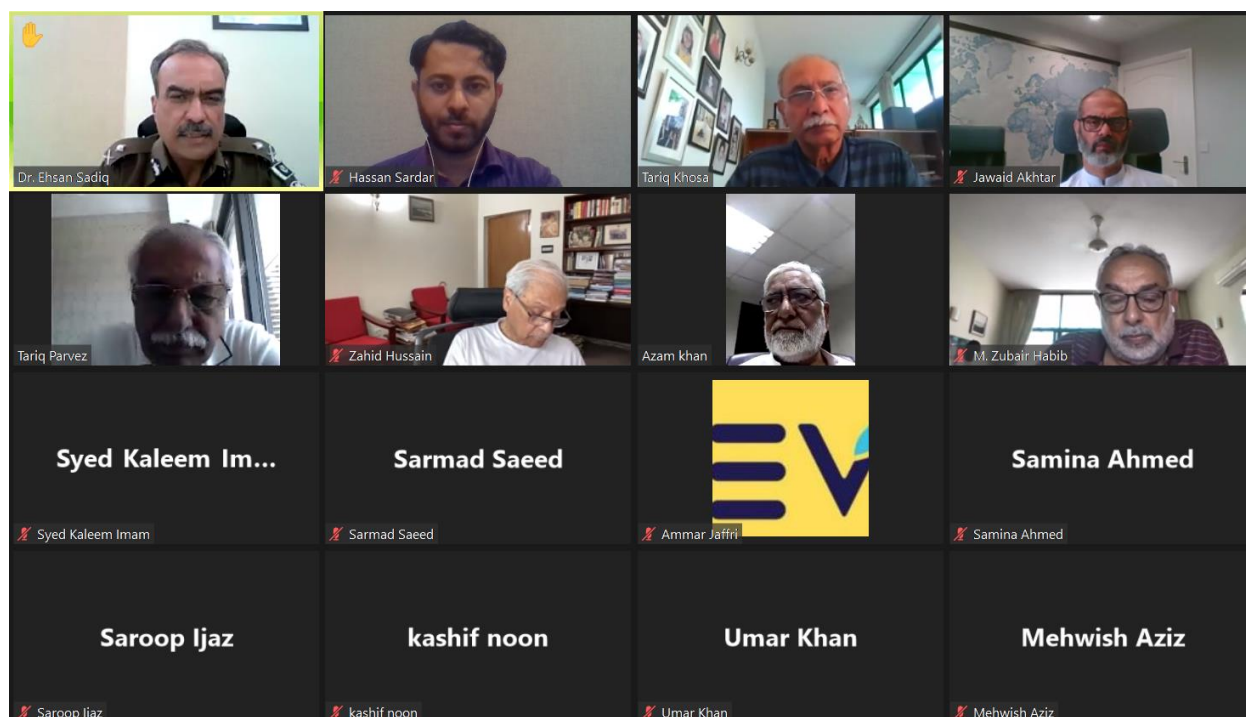 Dr. Ehsan Sadiq
Hassan Sardar
Tariq Khosa
Jawaid Akhtar
Tariq Parvez
Zahid Hussain
Azam khan
M. Zubair Habib
Syed Kaleem Im...
Syed Kaleem Imam
Sarmad Saeed
Sarmad Saeed
EV
Ammar Jaffri
Samina Ahmed
Samina Ahmed
Saroop Ijaz
Saroop Ijaz
kashif noon
kashif noon
Umar Khan
Umar Khan
Mehwish Aziz
Mehwish Aziz